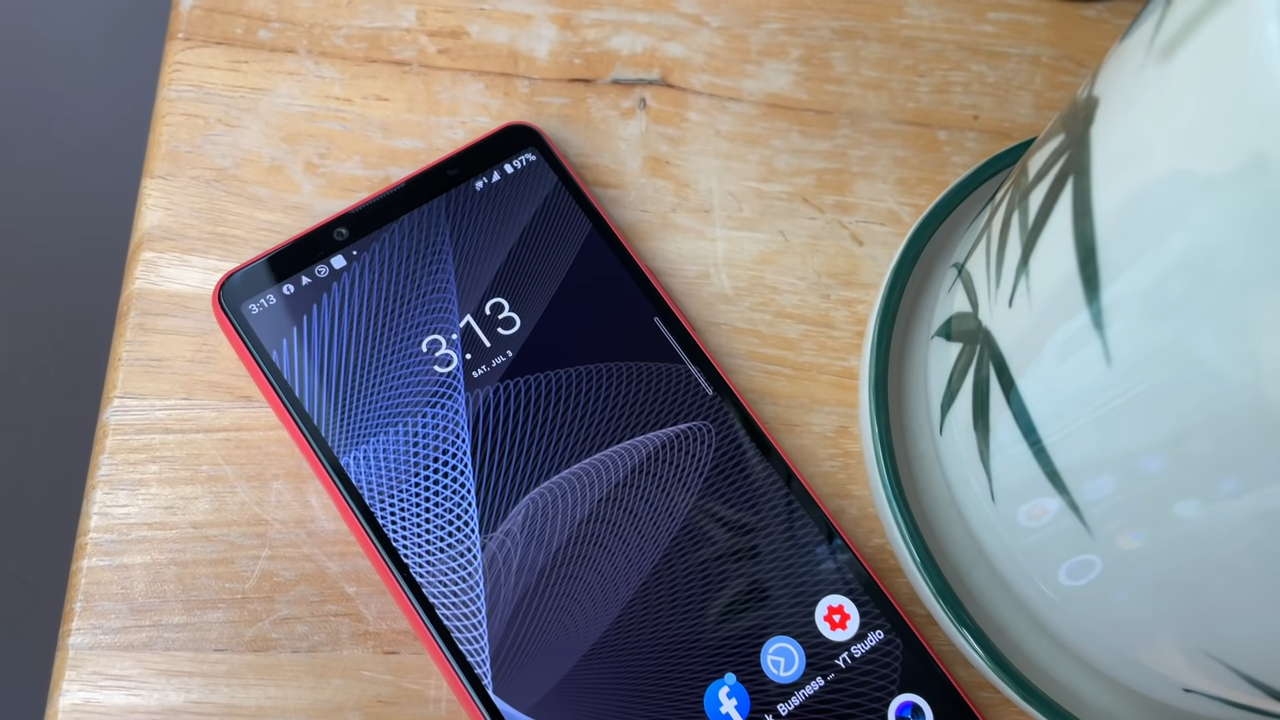 3:13
97%
3:13
SAT, JUL 3
YT Studio
Business ...
k